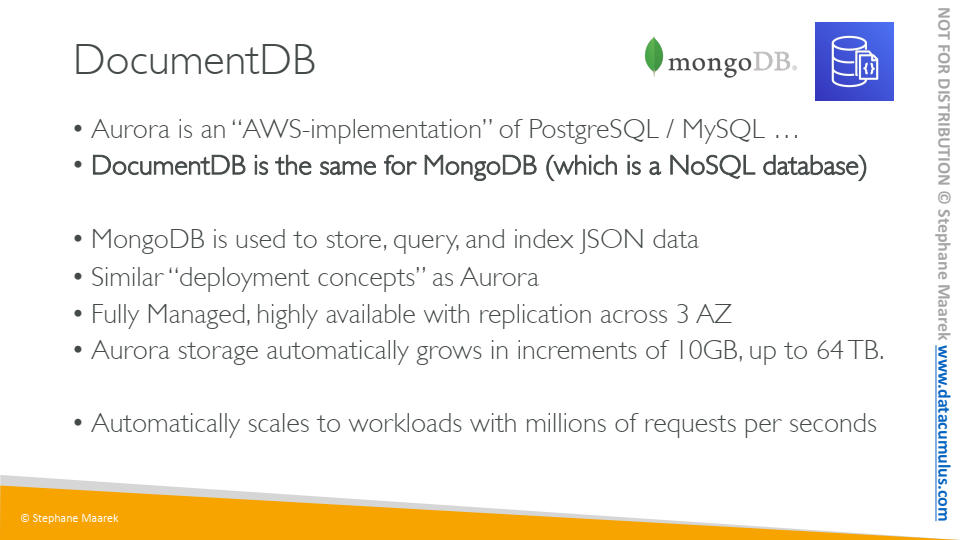 DocumentDB
mongoDB®
{}
• Aurora is an “AWS-implementation” of PostgreSQL / MySQL …
• DocumentDB is the same for MongoDB (which is a NoSQL database)
• MongoDB is used to store, query, and index JSON data
• Similar “deployment concepts” as Aurora
• Fully Managed, highly available with replication across 3 AZ
• Aurora storage automatically grows in increments of 10GB, up to 64 TB.
• Automatically scales to workloads with millions of requests per seconds
© Stephane Maarek
NOT FOR DISTRIBUTION © Stephane Maarek www.datacumulus.com